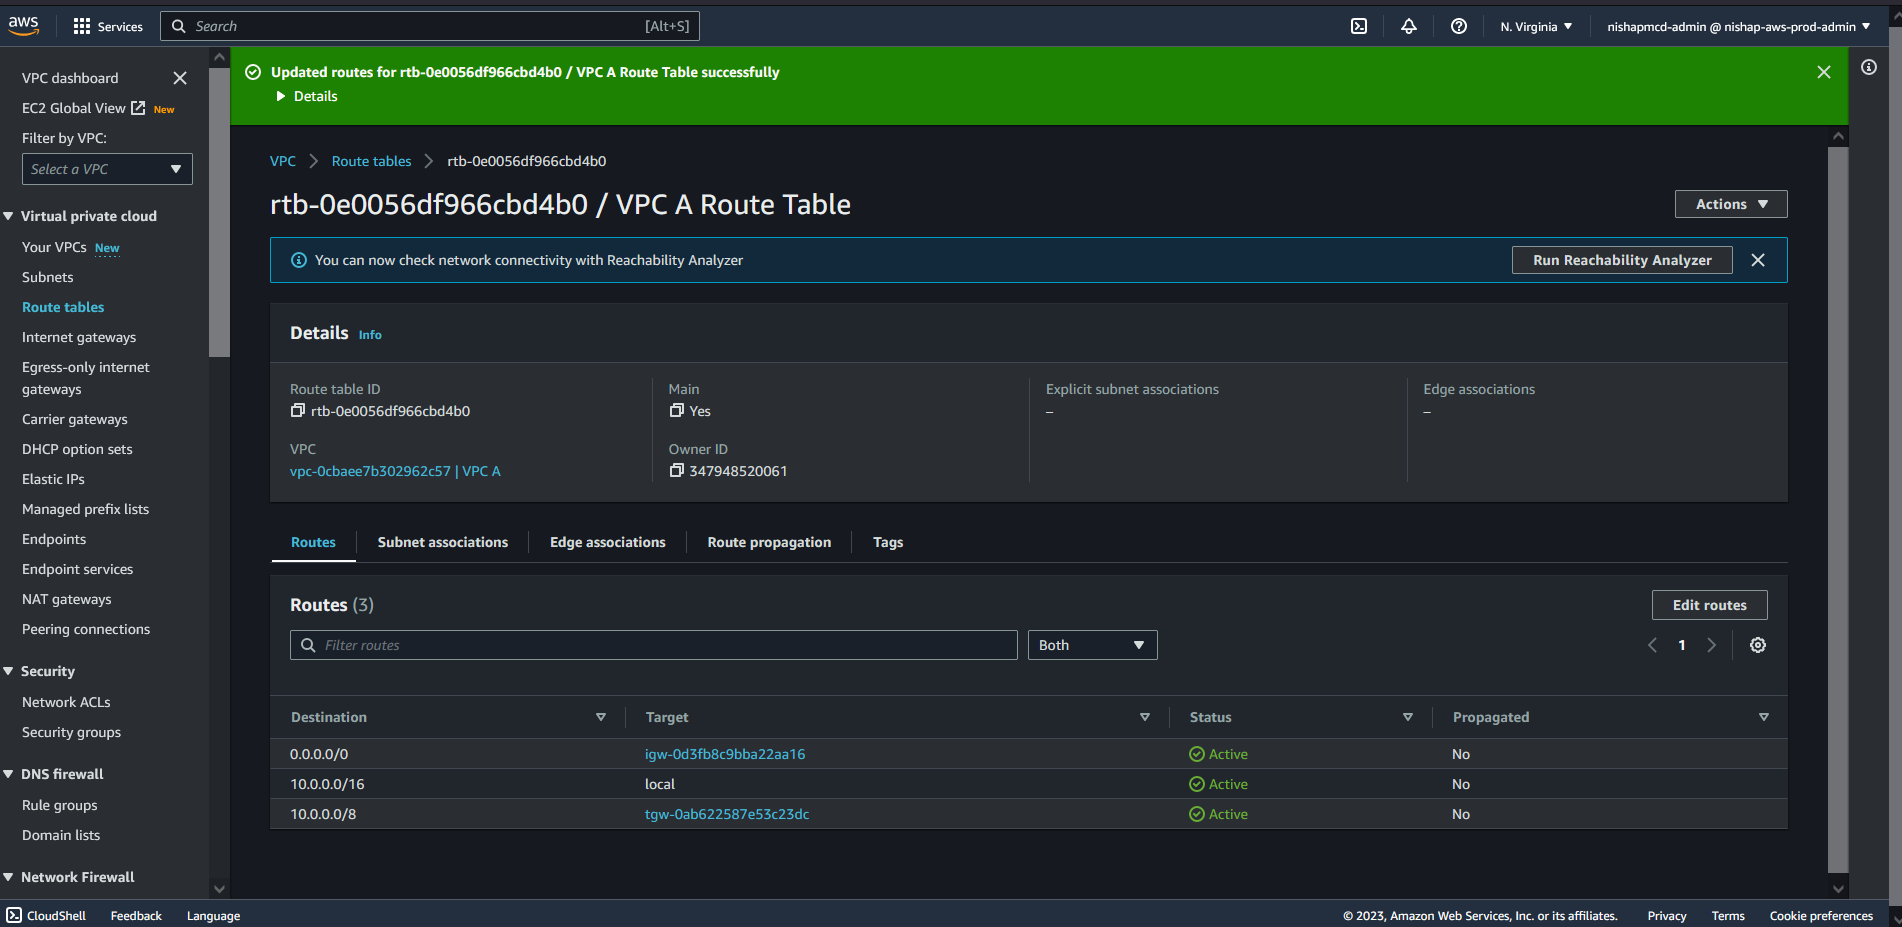 aws
Services
Search
[Alt+S]
N. Virginia
nishapmcd-admin @ nishap-aws-prod-admin
VPC dashboard
EC2 Global View New
Filter by VPC:
Select a VPC
Virtual private cloud
Your VPCs New
Subnets
Route tables
Internet gateways
Egress-only internet
gateways
Carrier gateways
DHCP option sets
Elastic IPs
Managed prefix lists
Endpoints
Endpoint services
NAT gateways
Peering connections
Security
Network ACLs
Security groups
DNS firewall
Rule groups
Domain lists
Network Firewall
Updated routes for rtb-0e0056df966cbd4b0 / VPC A Route Table successfully
Details
VPC
Route tables
rtb-0e0056df966cbd4b0
rtb-0e0056df966cbd4b0 / VPC A Route Table
Actions
You can now check network connectivity with Reachability Analyzer
Run Reachability Analyzer
Details Info
Route table ID
rtb-0e0056df966cbd4b0
VPC
vpc-0cbaee7b302962c57 | VPC A
Main
Yes
Owner ID
347948520061
Explicit subnet associations
–
Edge associations
–
Routes
Subnet associations
Edge associations
Route propagation
Tags
Routes (3)
Edit routes
Filter routes
Both
1
Destination Target Status Propagated
0.0.0.0/0 igw-0d3fb8c9bba22aa16 Active No
10.0.0.0/16 local Active No
10.0.0.0/8 tgw-0ab622587e53c23dc Active No
CloudShell
Feedback
Language
© 2023, Amazon Web Services, Inc. or its affiliates.
Privacy
Terms
Cookie preferences